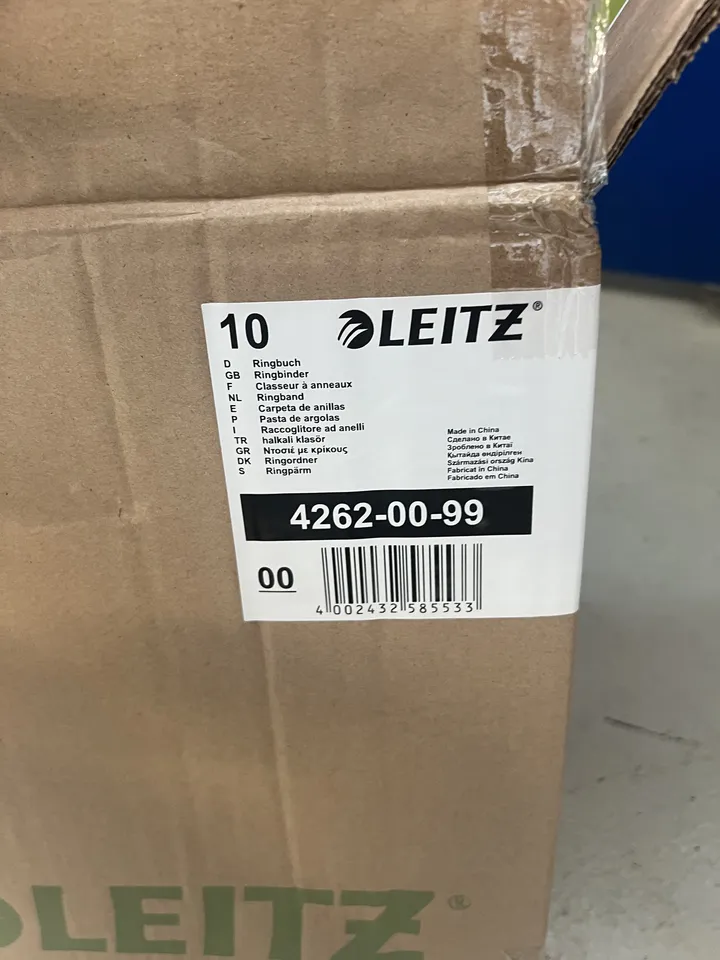 10
LEITZ®
D Ringbuch
GB Ringbinder
F Classeur à anneaux
NL Ringband
E Carpeta de anillas
P Pasta de argolas
I Raccoglitore ad anelli
TR halkali klasör
GR Ντοσιέ με κρίκους
DK Ringordner
S Ringpärm
Made in China
Сделано в Китае
Зроблено в Китаї
Қытайда өндірілген
Származási ország Kína
Fabricat în China
Fabricado em China
4262-00-99
00
4 002432 585533
LEITZ®